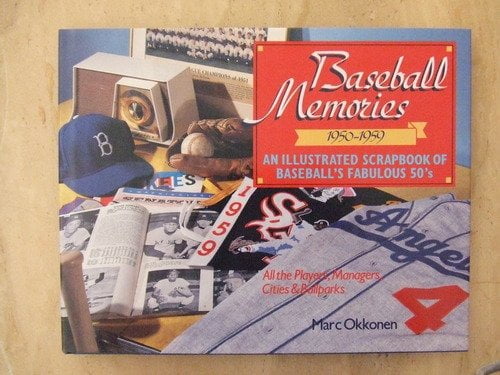 Baseball
Memories
1950-1959
AN ILLUSTRATED SCRAPBOOK OF
BASEBALL'S FABULOUS 50's
B
1959
Angeles
4
All the Players, Managers,
Cities & Ballparks
Marc Okkonen